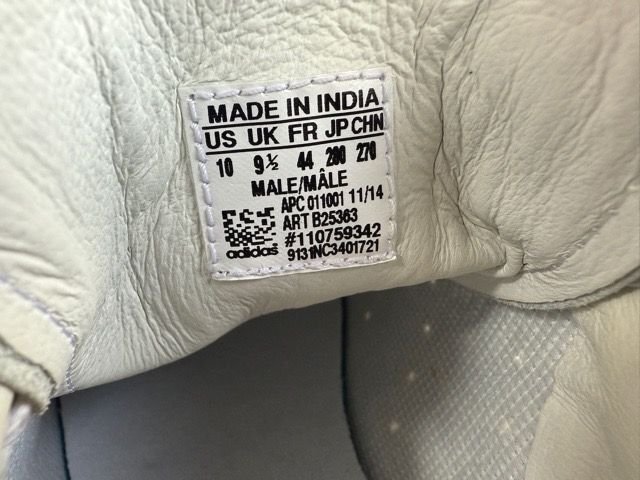 MADE IN INDIA
US UK FR JP CHN
10 9½ 44 280 270
MALE/MÂLE
APC 011001 11/14
ART B25363
#110759342
adidas 9131NC3401721